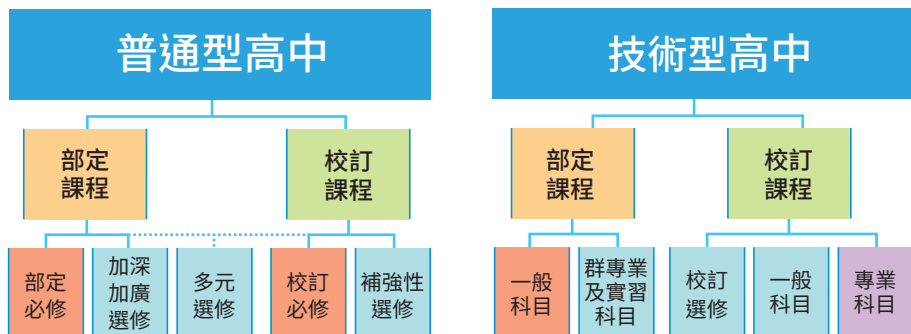 普通型高中
部定
課程
校訂
課程
部定
必修
加深
加廣
選修
多元
選修
校訂
必修
補強性
選修
技術型高中
部定
課程
校訂
課程
一般
科目
群專業
及實習
科目
校訂
選修
一般
科目
專業
科目